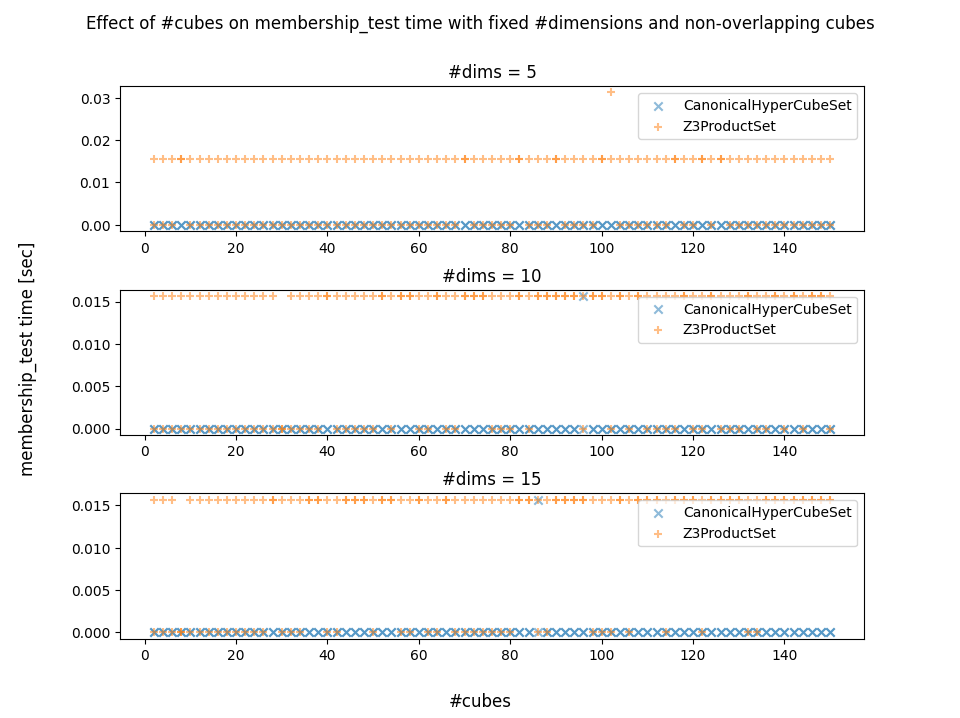 Effect of #cubes on membership_test time with fixed #dimensions and non-overlapping cubes
#dims = 5
0.03
0.02
0.01
0.00
CanonicalHyperCubeSet
Z3ProductSet
0 20 40 60 80 100 120 140
#dims = 10
0.015
0.010
0.005
0.000
CanonicalHyperCubeSet
Z3ProductSet
0 20 40 60 80 100 120 140
#dims = 15
0.015
0.010
0.005
0.000
CanonicalHyperCubeSet
Z3ProductSet
0 20 40 60 80 100 120 140
membership_test time [sec]
#cubes